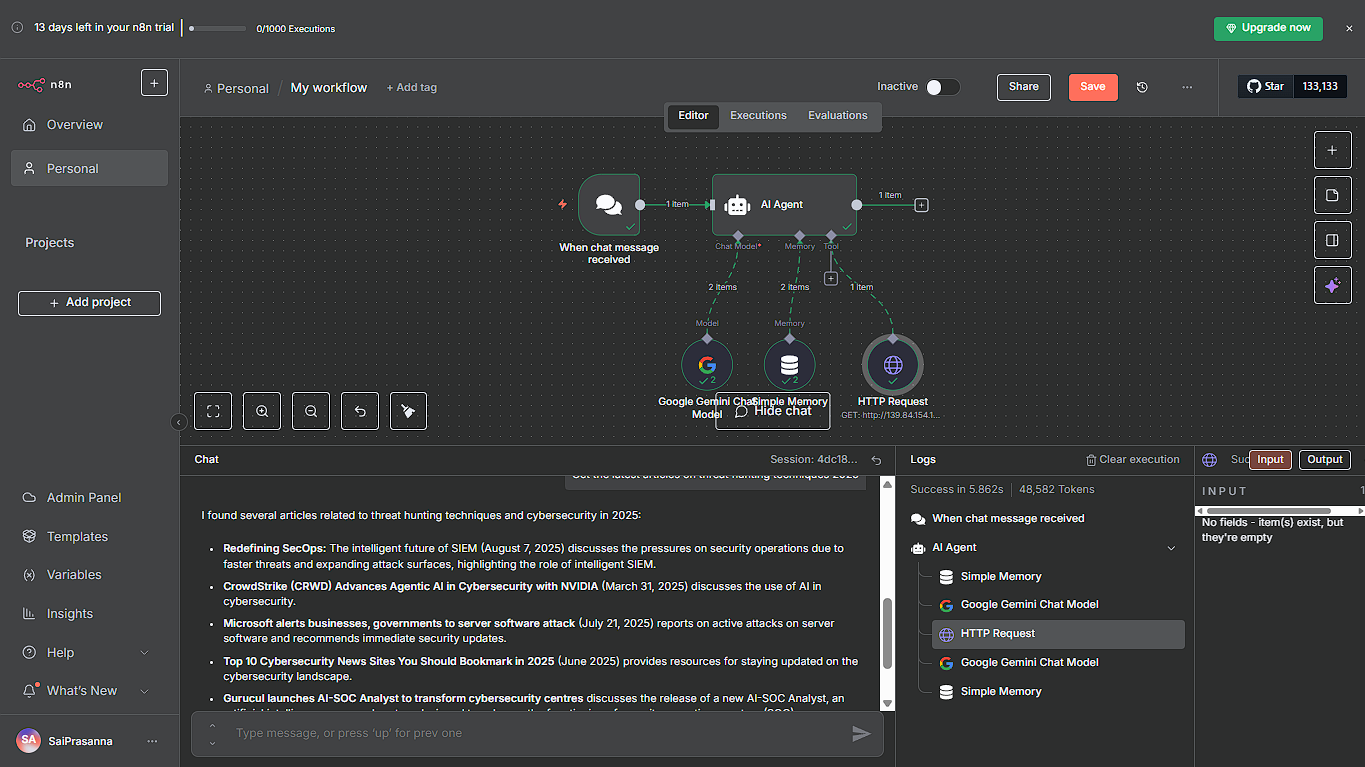 13 days left in your n8n trial
0/1000 Executions
Upgrade now
n8n
Personal / My workflow
+ Add tag
Inactive
Share
Save
Star
133,133
Editor
Executions
Evaluations
Overview
Personal
Projects
+ Add project
Admin Panel
Templates
Variables
Insights
Help
What's New
SA
SaiPrasanna
When chat message
received
1 item
AI Agent
1 item
Chat Model*
Memory
Tool
2 items
2 items
1 item
Model
Memory
2
2
Google Gemini Chat
Model
Simple Memory
HTTP Request
GET: http://139.84.154.1...
Hide chat
Chat
Session: 4dc18...
Get the latest articles on threat hunting techniques 2025
I found several articles related to threat hunting techniques and cybersecurity in 2025:
• Redefining SecOps: The intelligent future of SIEM (August 7, 2025) discusses the pressures on security operations due to
faster threats and expanding attack surfaces, highlighting the role of intelligent SIEM.
• CrowdStrike (CRWD) Advances Agentic AI in Cybersecurity with NVIDIA (March 31, 2025) discusses the use of AI in
cybersecurity.
• Microsoft alerts businesses, governments to server software attack (July 21, 2025) reports on active attacks on server
software and recommends immediate security updates.
• Top 10 Cybersecurity News Sites You Should Bookmark in 2025 (June 2025) provides resources for staying updated on the
cybersecurity landscape.
• Gurucul launches AI-SOC Analyst to transform cybersecurity centres discusses the release of a new AI-SOC Analyst, an
Type message, or press 'up' for prev one
Logs
Clear execution
Success in 5.862s
48,582 Tokens
When chat message received
AI Agent
Simple Memory
Google Gemini Chat Model
HTTP Request
Google Gemini Chat Model
Simple Memory
Suc
Input
Output
INPUT
1
No fields - item(s) exist, but
they're empty